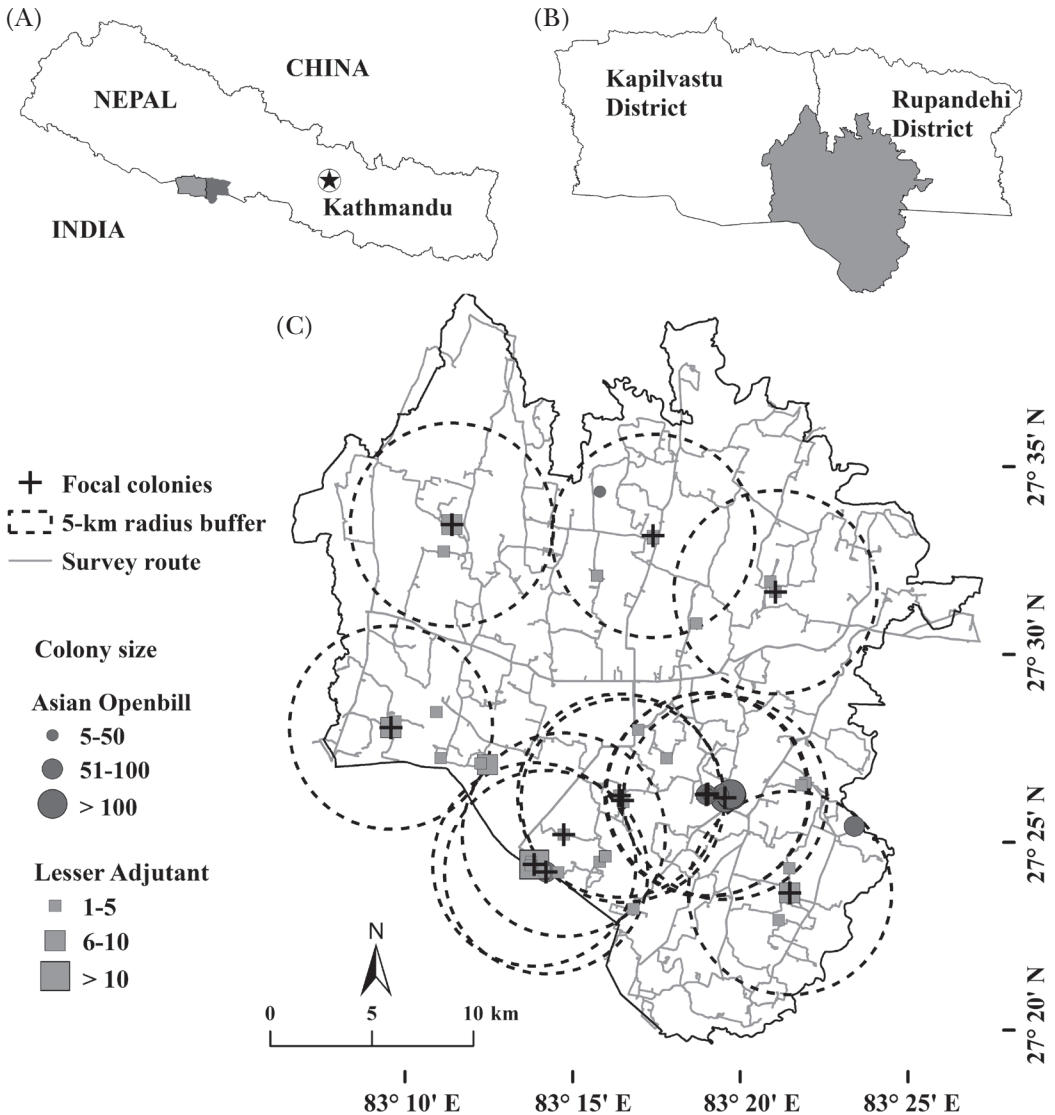 (A)
CHINA
NEPAL
Kathmandu
INDIA
(B)
Kapilvastu
District
Rupandehi
District
(C)
Focal colonies
5-km radius buffer
Survey route
Colony size
Asian Openbill
5-50
51-100
> 100
Lesser Adjutant
1-5
6-10
> 10
N
0 5 10 km
27° 35' N
27° 30' N
27° 25' N
27° 20' N
83° 10' E 83° 15' E 83° 20' E 83° 25' E